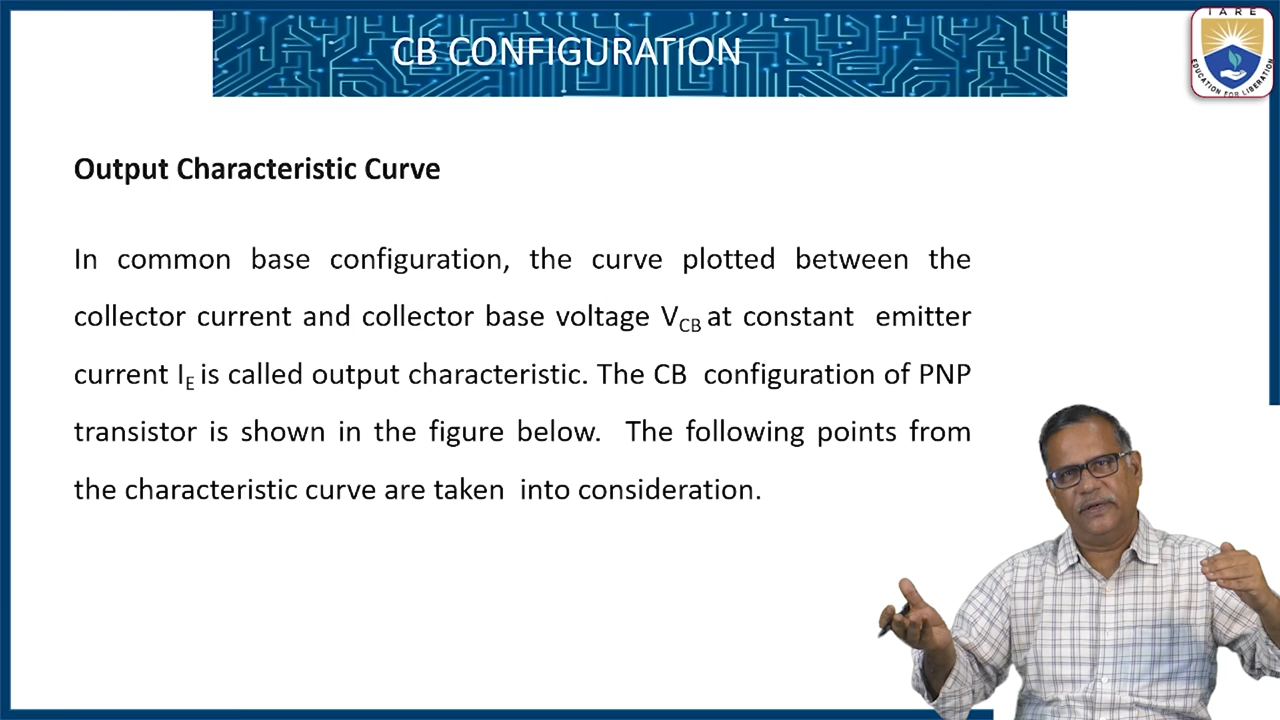 CB CONFIGURATION
IARE
EDUCATION FOR LIBERATION
Output Characteristic Curve
In common base configuration, the curve plotted between the
collector current and collector base voltage VCB at constant emitter
current IE is called output characteristic. The CB configuration of PNP
transistor is shown in the figure below. The following points from
the characteristic curve are taken into consideration.